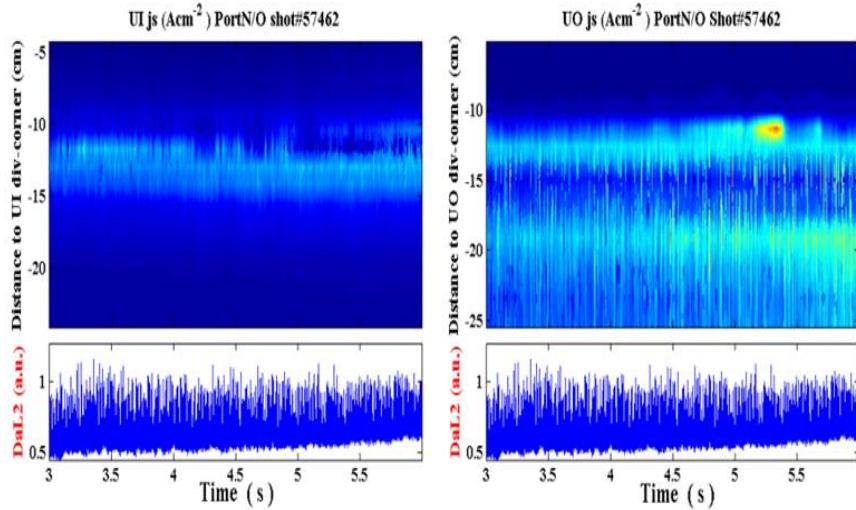 UI js (Acm-2) PortN/O shot#57462
Distance to UI div-corner (cm)
-5
-10
-15
-20
DaL2 (a.u.)
1
0.5
3 3.5 4 4.5 5 5.5
Time (s)
UO js (Acm-2) PortN/O Shot#57462
Distance to UO div-corner (cm)
-5
-10
-15
-20
-25
DaL2 (a.u.)
1
0.5
3 3.5 4 4.5 5 5.5
Time (s)